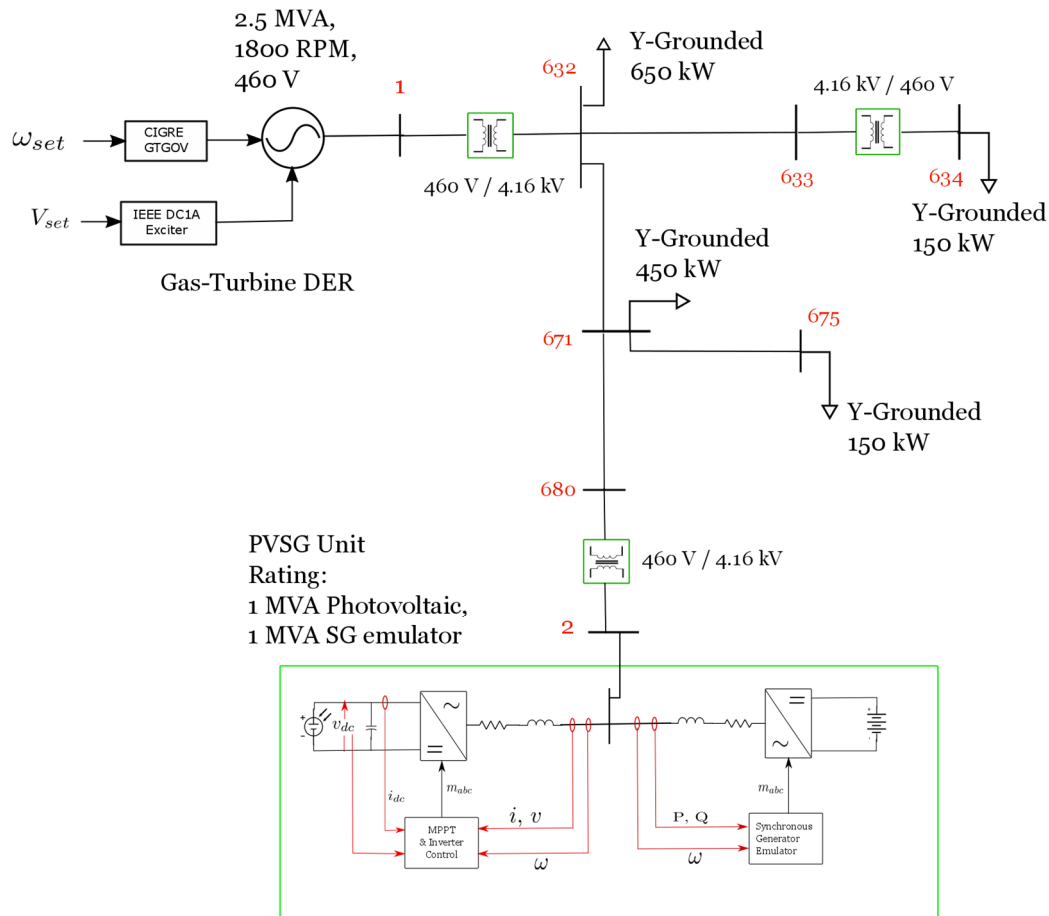 2.5 MVA,
1800 RPM,
460 V
ω_set
CIGRE
GTGOV
V_set
IEEE DC1A
Exciter
Gas-Turbine DER
1
460 V / 4.16 kV
632
Y-Grounded
650 kW
4.16 kV / 460 V
633
634
Y-Grounded
150 kW
Y-Grounded
450 kW
671
675
Y-Grounded
150 kW
680
460 V / 4.16 kV
PVSG Unit
Rating:
1 MVA Photovoltaic,
1 MVA SG emulator
2
+
-
v_dc
~
=
i_dc
m_abc
MPPT
& Inverter
Control
i, v
ω
=
~
+
-
m_abc
P, Q
ω
Synchronous
Generator
Emulator